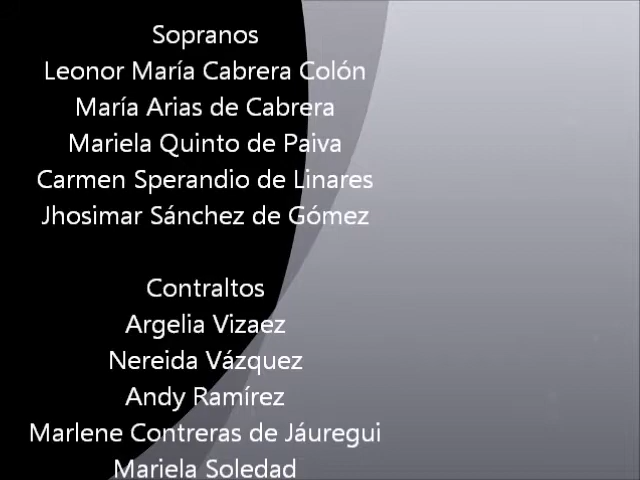 Sopranos
Leonor María Cabrera Colón
María Arias de Cabrera
Mariela Quinto de Paiva
Carmen Sperandio de Linares
Jhosimar Sánchez de Gómez
Contraltos
Argelia Vizaez
Nereida Vázquez
Andy Ramírez
Marlene Contreras de Jáuregui
Mariela Soledad